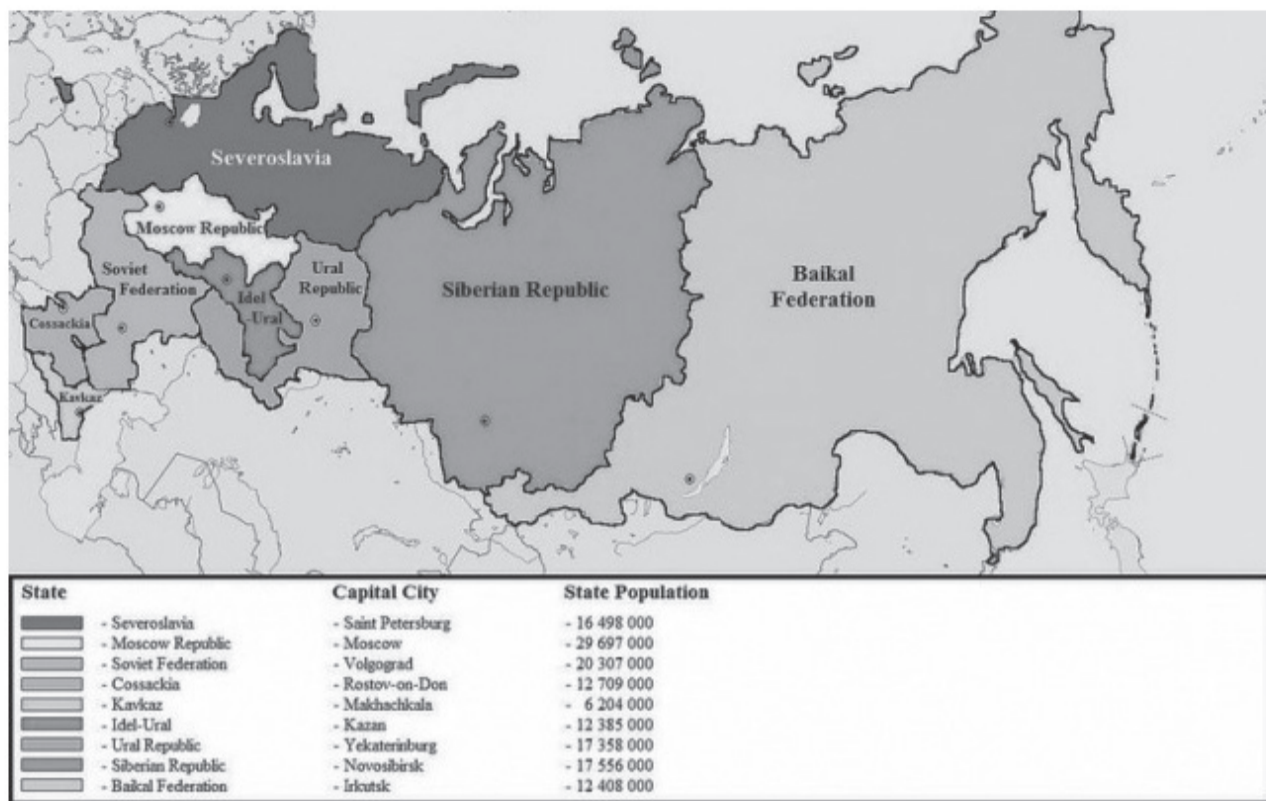 Severoslavia
Moscow Republic
Soviet
Federation
Ural
Republic
Idel
-Ural
Siberian Republic
Baikal
Federation
Cossackia
Kavkaz
State Capital City State Population
- Severoslavia - Saint Petersburg - 16 498 000
- Moscow Republic - Moscow - 29 697 000
- Soviet Federation - Volgograd - 20 307 000
- Cossackia - Rostov-on-Don - 12 709 000
- Kavkaz - Makhachkala - 6 204 000
- Idel-Ural - Kazan - 12 385 000
- Ural Republic - Yekaterinburg - 17 358 000
- Siberian Republic - Novosibirsk - 17 556 000
- Baikal Federation - Irkutsk - 12 408 000